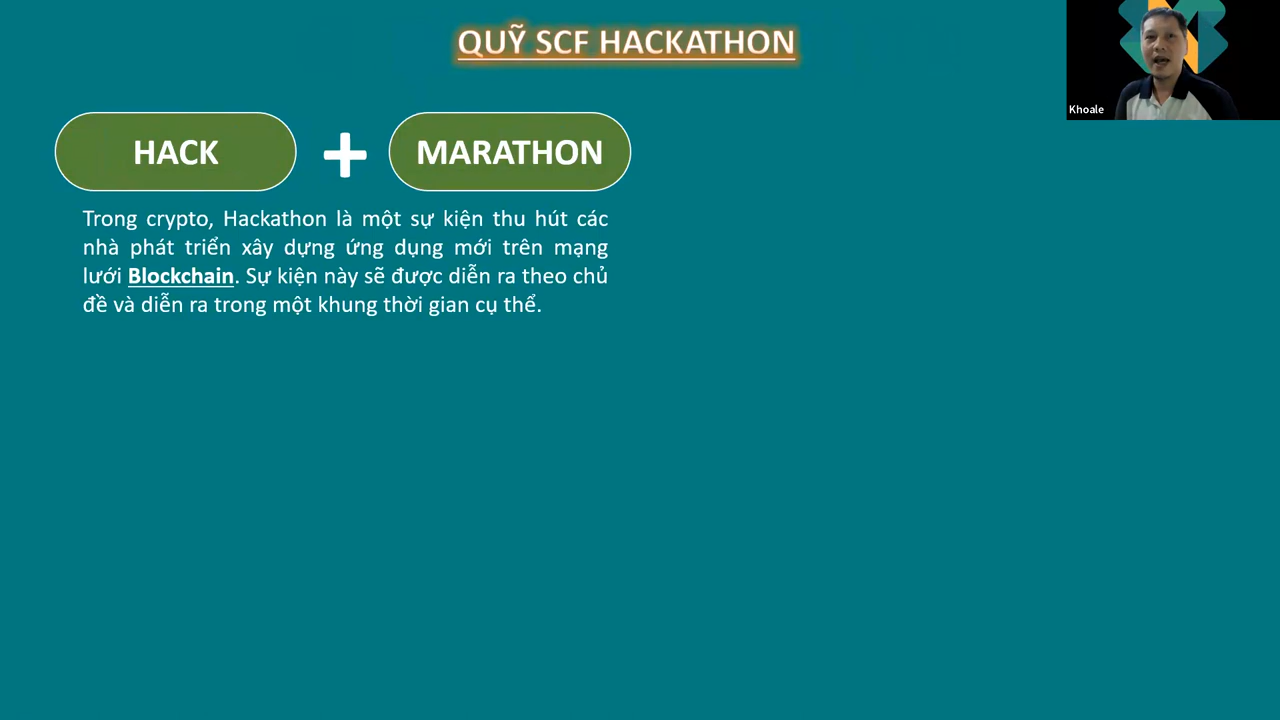 QUỸ SCF HACKATHON
Khoale
HACK + MARATHON
Trong crypto, Hackathon là một sự kiện thu hút các
nhà phát triển xây dựng ứng dụng mới trên mạng
lưới Blockchain. Sự kiện này sẽ được diễn ra theo chủ
đề và diễn ra trong một khung thời gian cụ thể.